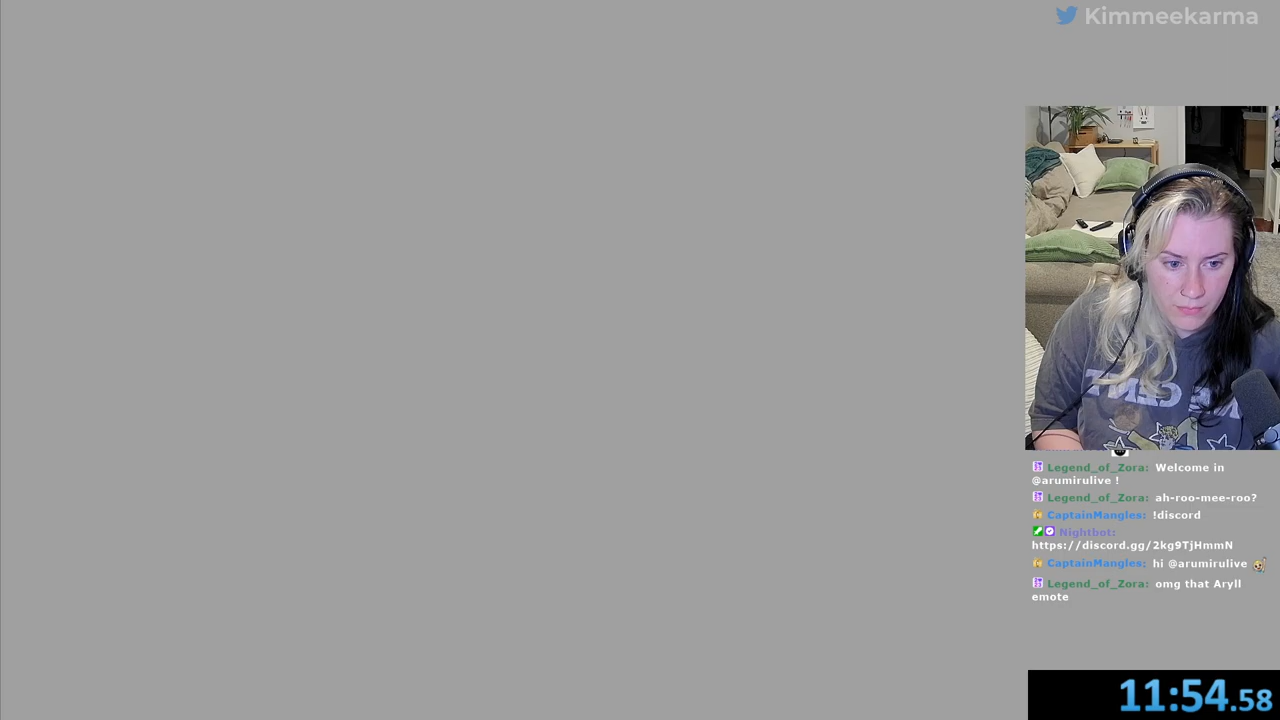 Kimmeekarma
Legend_of_Zora: Welcome in
@arumirulive !
Legend_of_Zora: ah-roo-mee-roo?
CaptainMangles: !discord
Nightbot:
https://discord.gg/2kg9TjHmmN
CaptainMangles: hi @arumirulive
Legend_of_Zora: omg that Aryll
emote
11:54.58